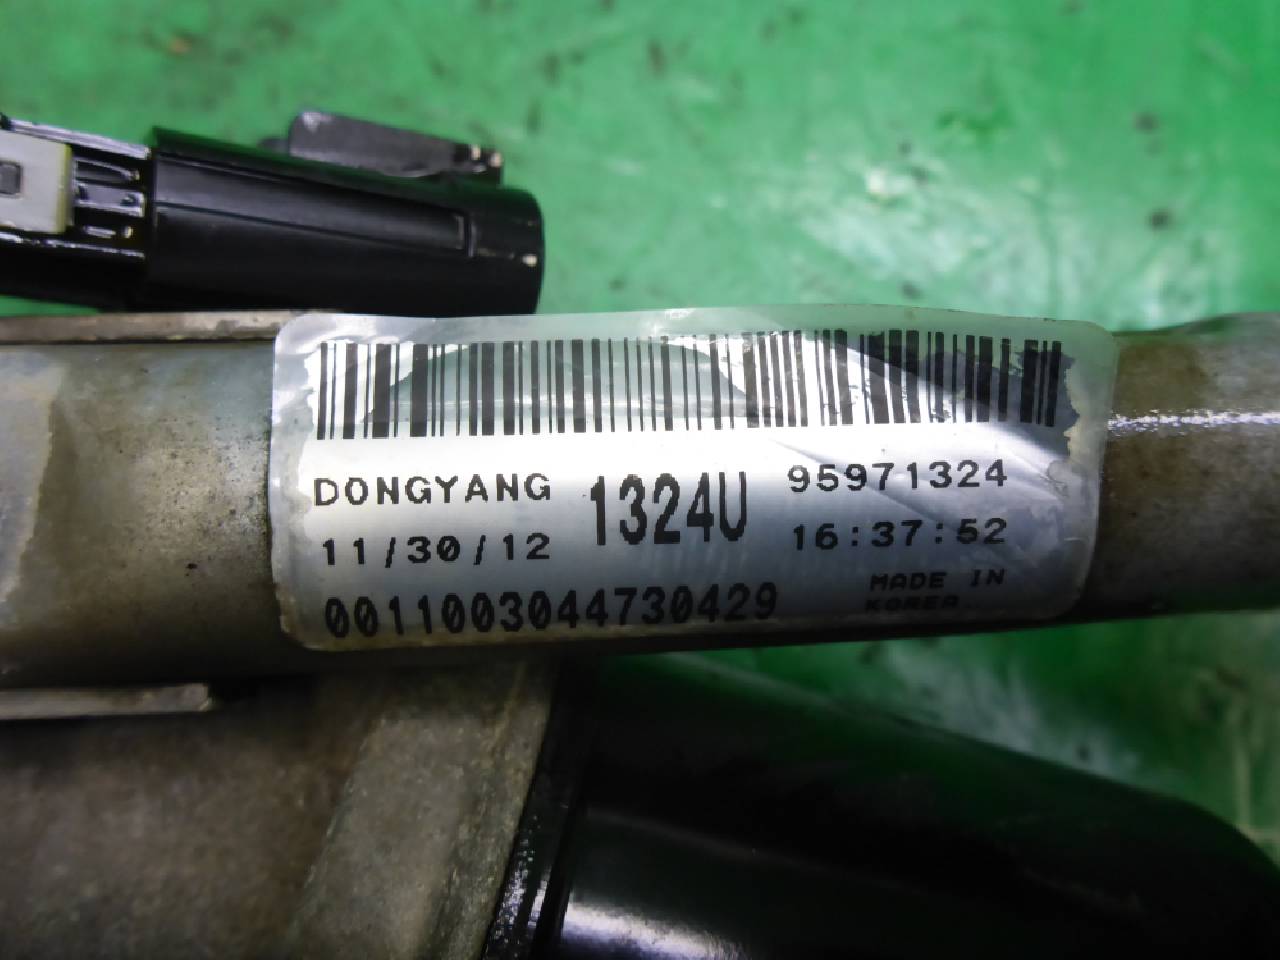 DONGYANG 1324U 95971324
11/30/12 16:37:52
0011003044730429 MADE IN
KOREA